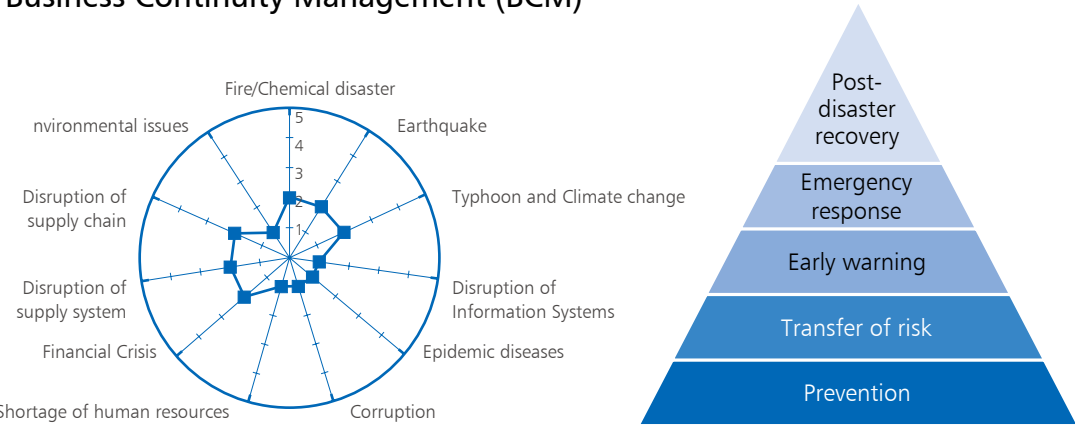 Business Continuity Management (BCM)
Fire/Chemical disaster
nvironmental issues
Earthquake
Disruption of
supply chain
Typhoon and Climate change
Disruption of
supply system
Disruption of
Information Systems
Financial Crisis
Epidemic diseases
Shortage of human resources
Corruption
5
4
3
2
1
Post-
disaster
recovery
Emergency
response
Early warning
Transfer of risk
Prevention